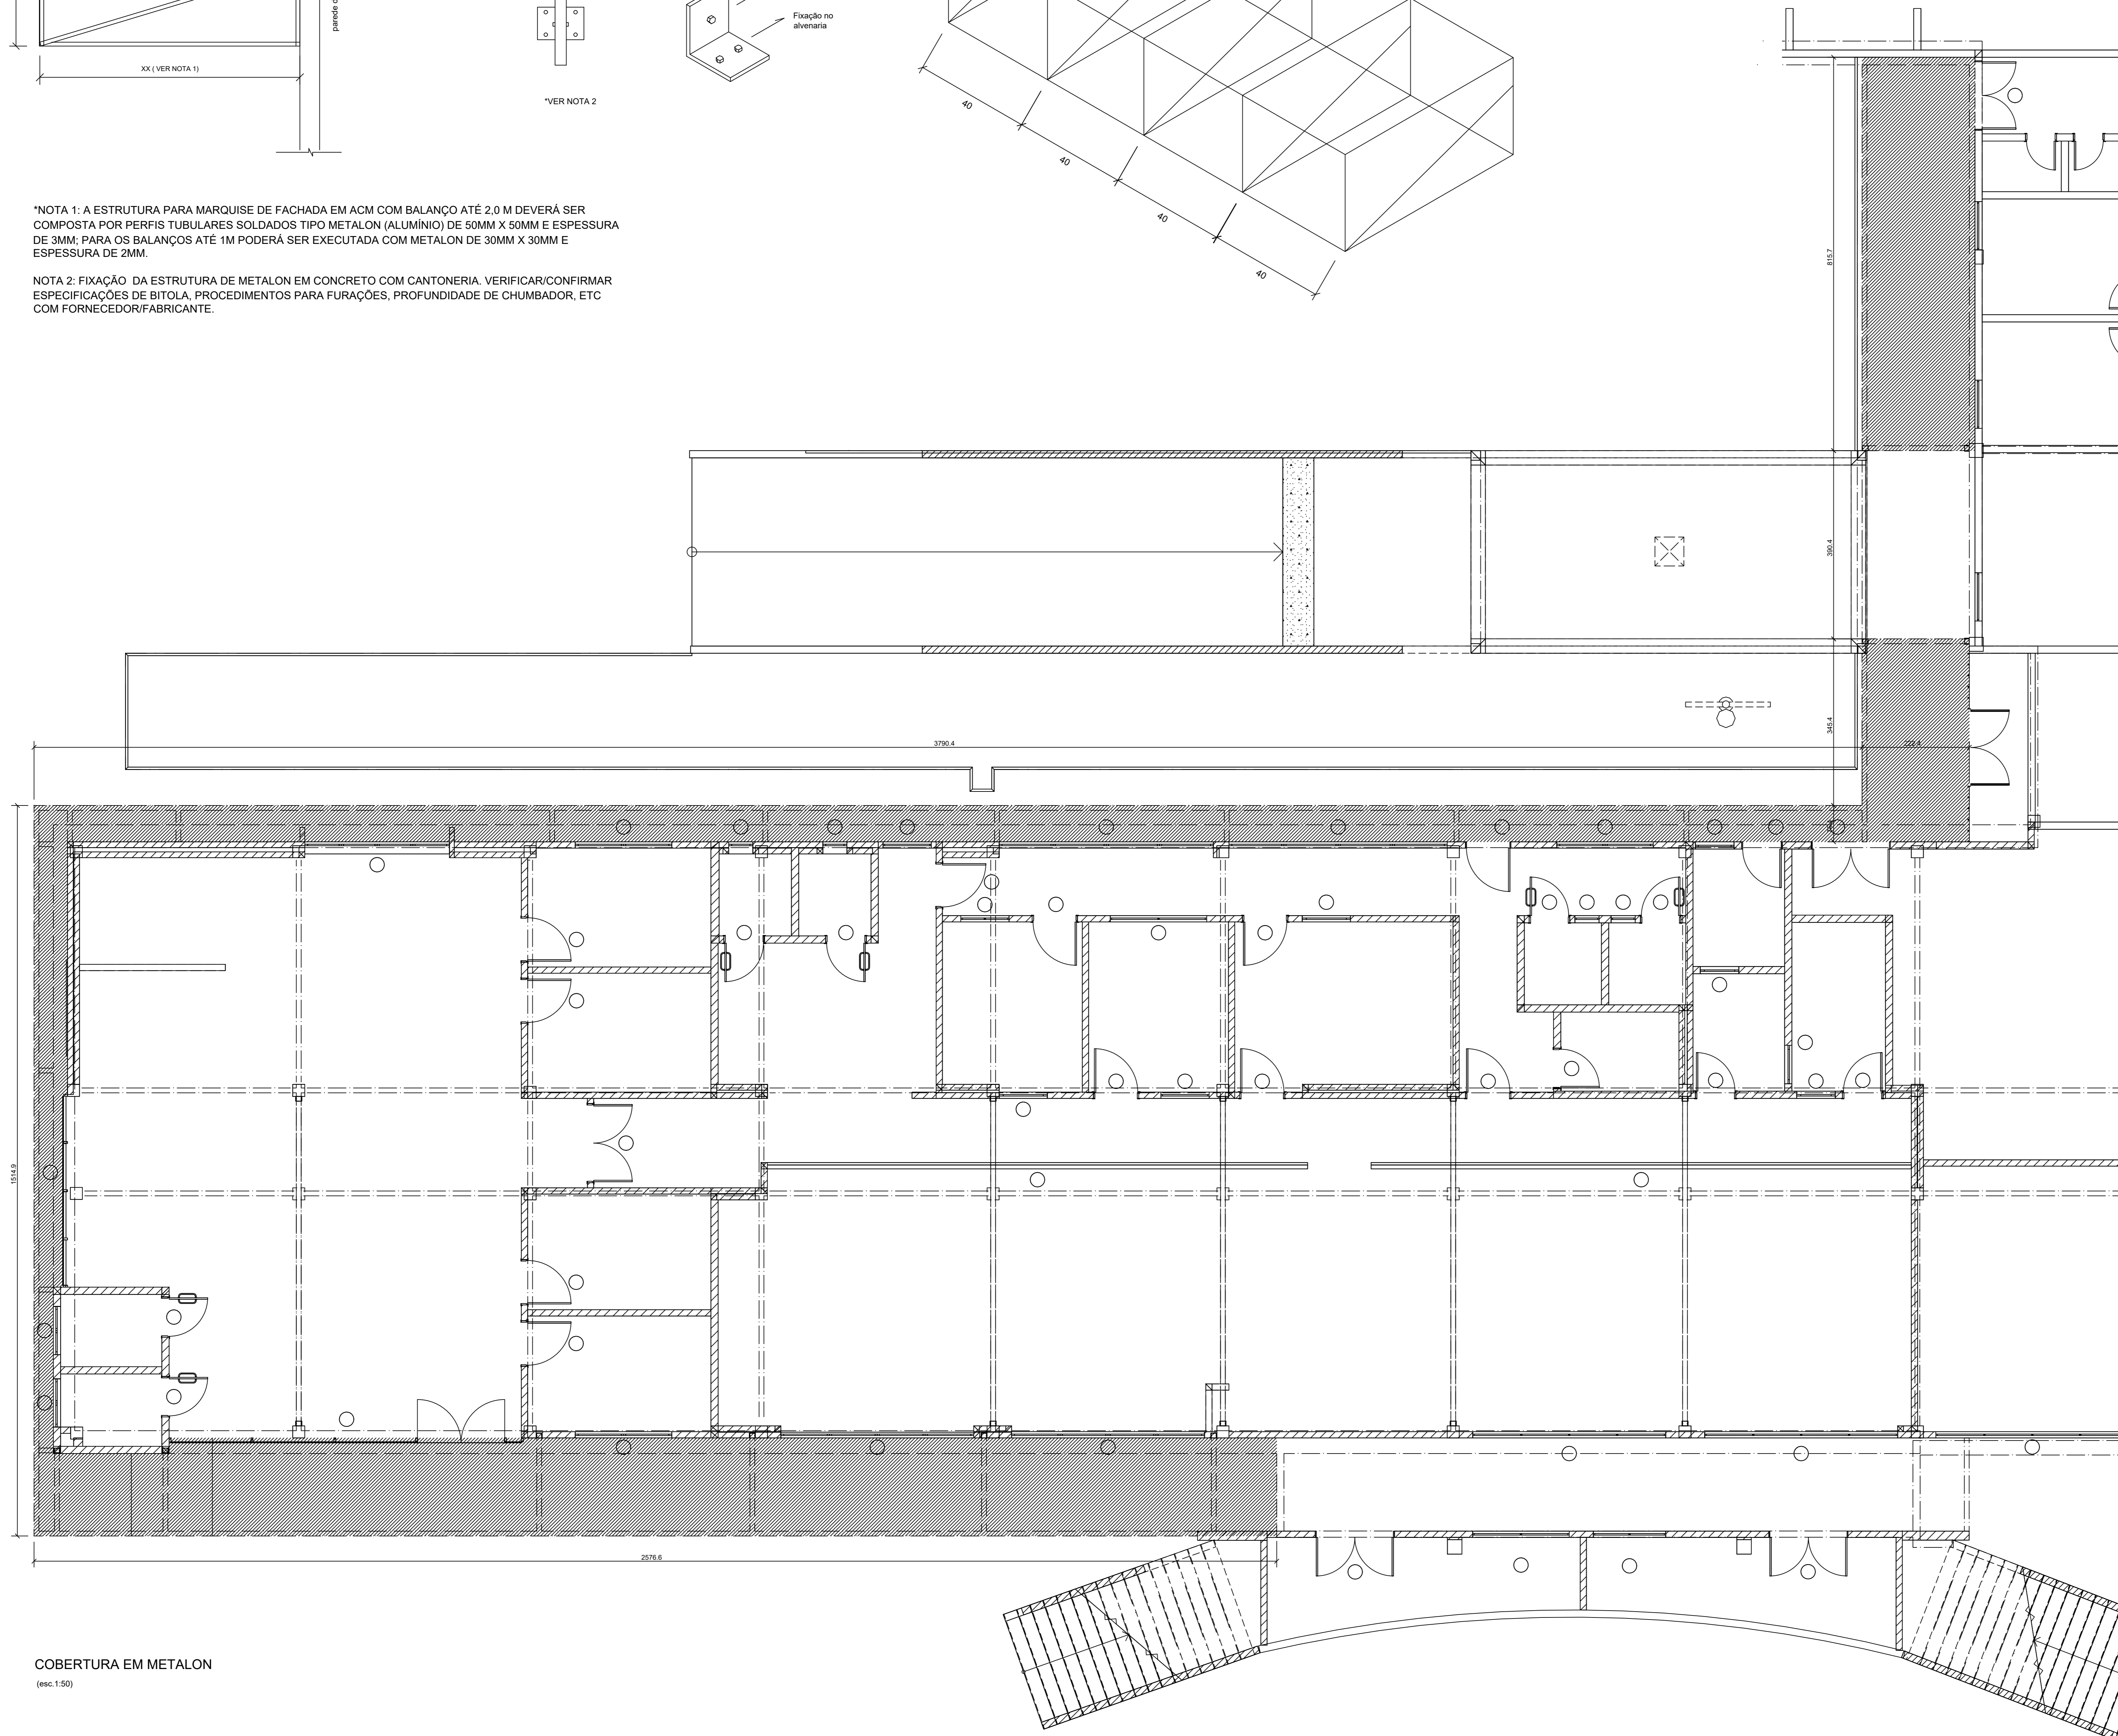 parede d
Fixação no
alvenaria
XX ( VER NOTA 1)
*VER NOTA 2
40
40
40
40
*NOTA 1: A ESTRUTURA PARA MARQUISE DE FACHADA EM ACM COM BALANÇO ATÉ 2,0 M DEVERÁ SER
COMPOSTA POR PERFIS TUBULARES SOLDADOS TIPO METALON (ALUMÍNIO) DE 50MM X 50MM E ESPESSURA
DE 3MM; PARA OS BALANÇOS ATÉ 1M PODERÁ SER EXECUTADA COM METALON DE 30MM X 30MM E
ESPESSURA DE 2MM.
NOTA 2: FIXAÇÃO DA ESTRUTURA DE METALON EM CONCRETO COM CANTONERIA. VERIFICAR/CONFIRMAR
ESPECIFICAÇÕES DE BITOLA, PROCEDIMENTOS PARA FURAÇÕES, PROFUNDIDADE DE CHUMBADOR, ETC
COM FORNECEDOR/FABRICANTE.
815.7
390.4
345.4
3790.4
222.4
1514.9
2576.6
COBERTURA EM METALON
(esc.1:50)